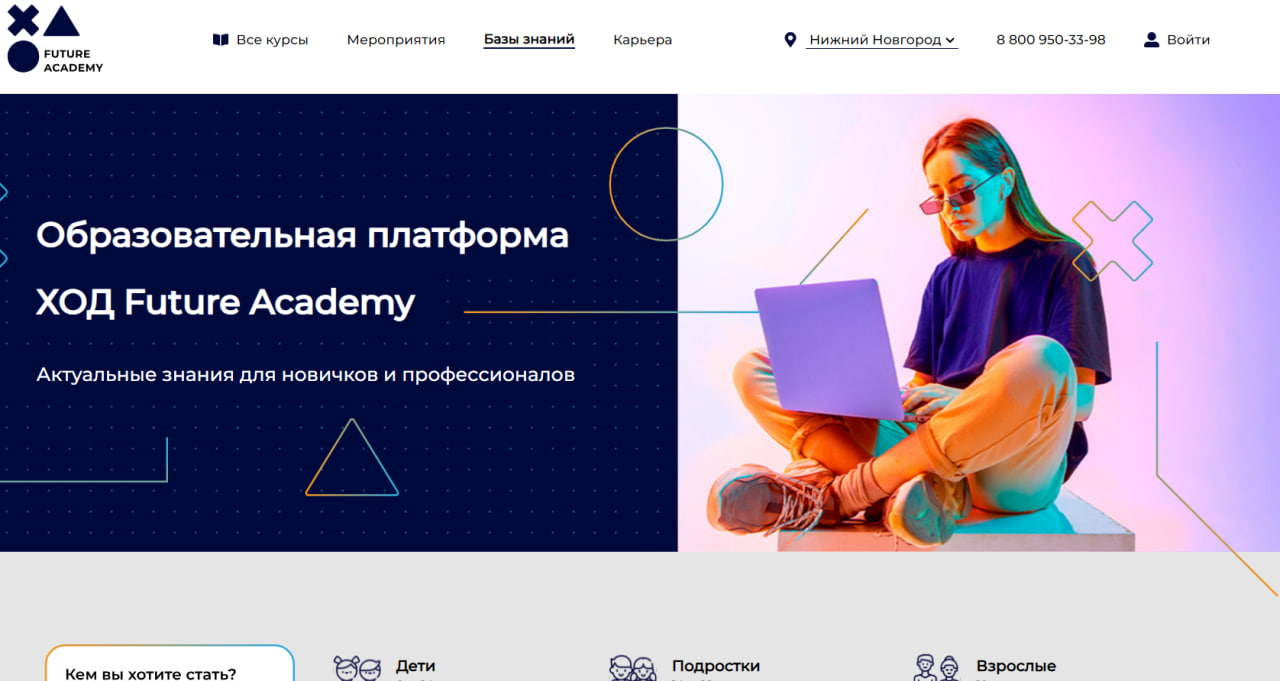 FUTURE
ACADEMY
Все курсы
Мероприятия
Базы знаний
Карьера
Нижний Новгород
8 800 950-33-98
Войти
Образовательная платформа
ХОД Future Academy
Актуальные знания для новичков и профессионалов
Кем вы хотите стать?
Дети
Подростки
Взрослые